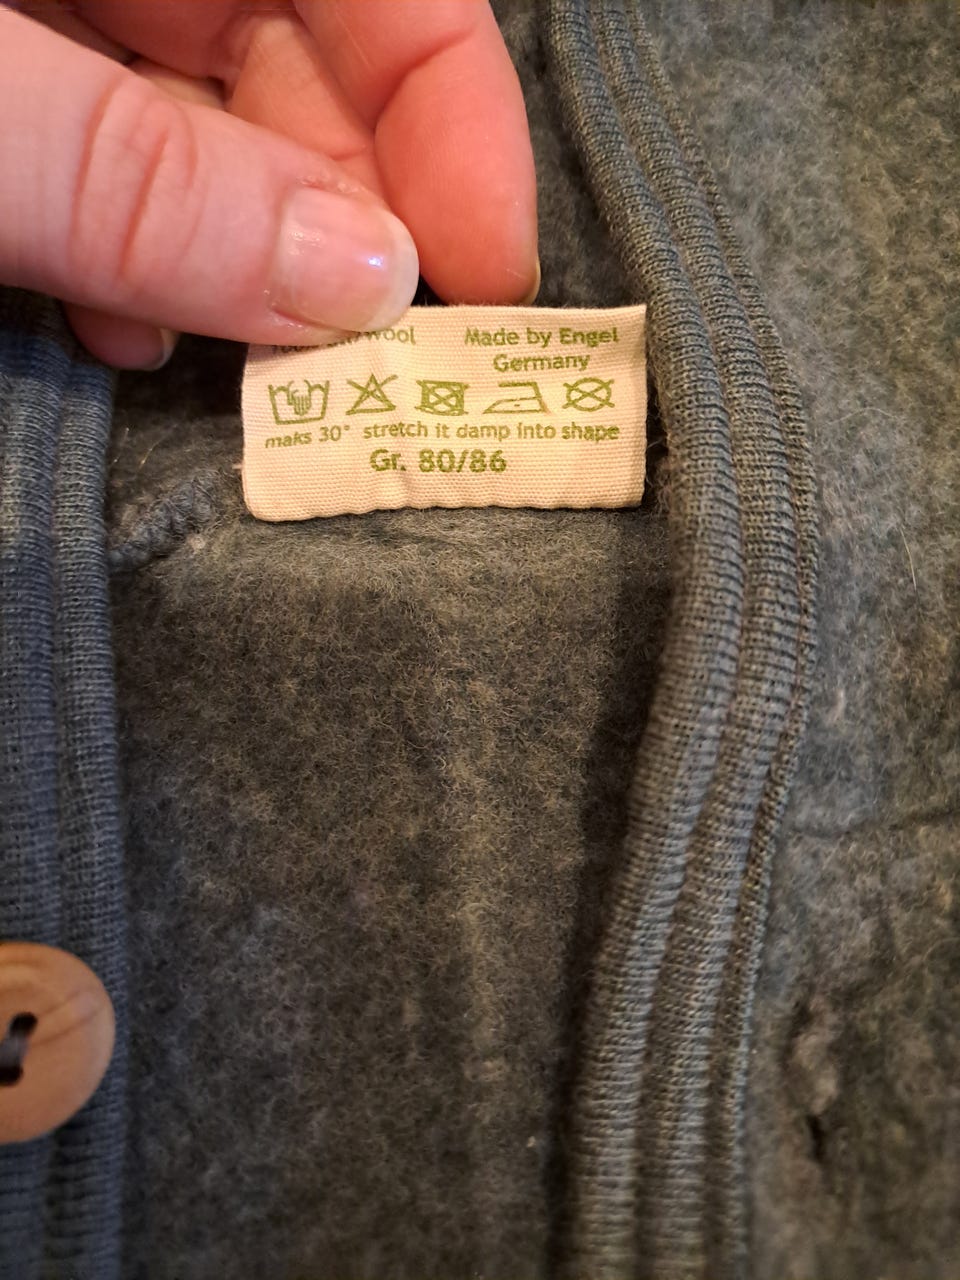 wool Made by Engel
Germany
maks 30° stretch it damp into shape
Gr. 80/86